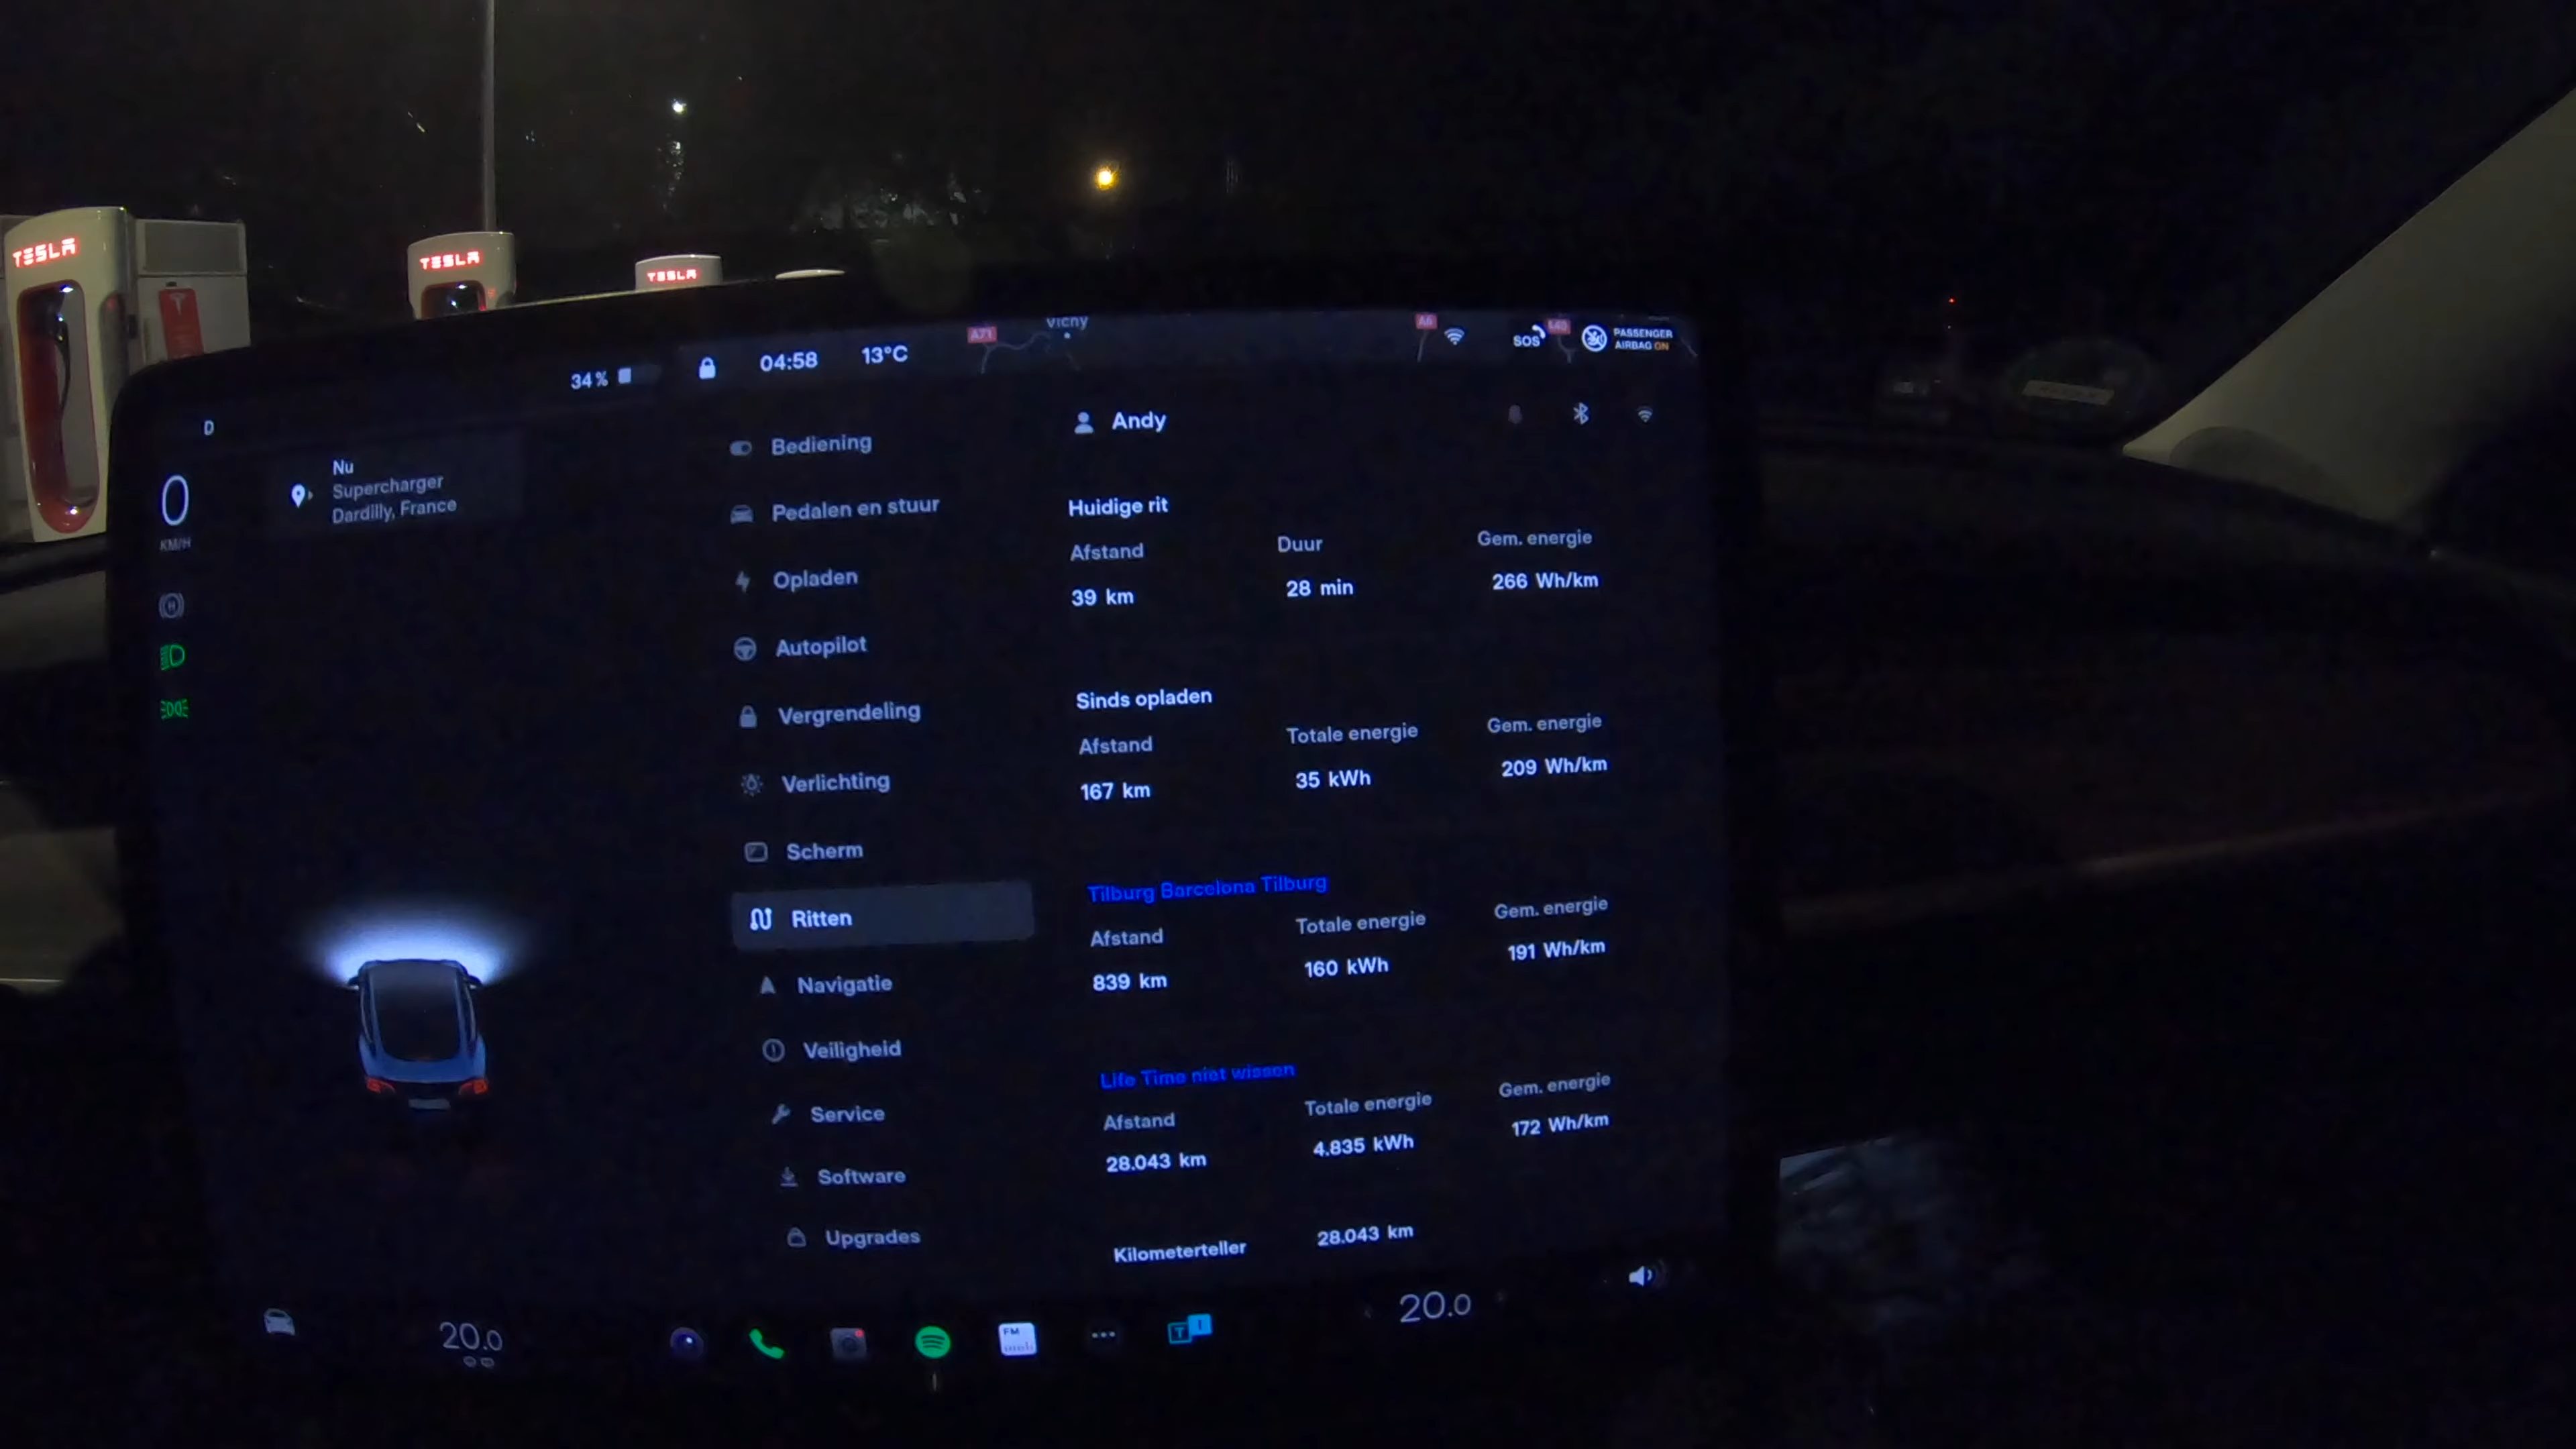 TESLA
TESLA
TESLA
A71
Vichy
A6
34%
04:58
13°C
SOS
PASSENGER
AIRBAG ON
D
0
KM/H
Nu
Supercharger
Dardilly, France
Bediening
Pedalen en stuur
Opladen
Autopilot
Vergrendeling
Verlichting
Scherm
Ritten
Navigatie
Veiligheid
Service
Software
Upgrades
Andy
Huidige rit
Afstand Duur Gem. energie
39 km 28 min 266 Wh/km
Sinds opladen
Afstand Totale energie Gem. energie
167 km 35 kWh 209 Wh/km
Tilburg Barcelona Tilburg
Afstand Totale energie Gem. energie
839 km 160 kWh 191 Wh/km
Life Time niet wissen
Afstand Totale energie Gem. energie
28.043 km 4.835 kWh 172 Wh/km
Kilometerteller 28.043 km
20.0
FM
20.0